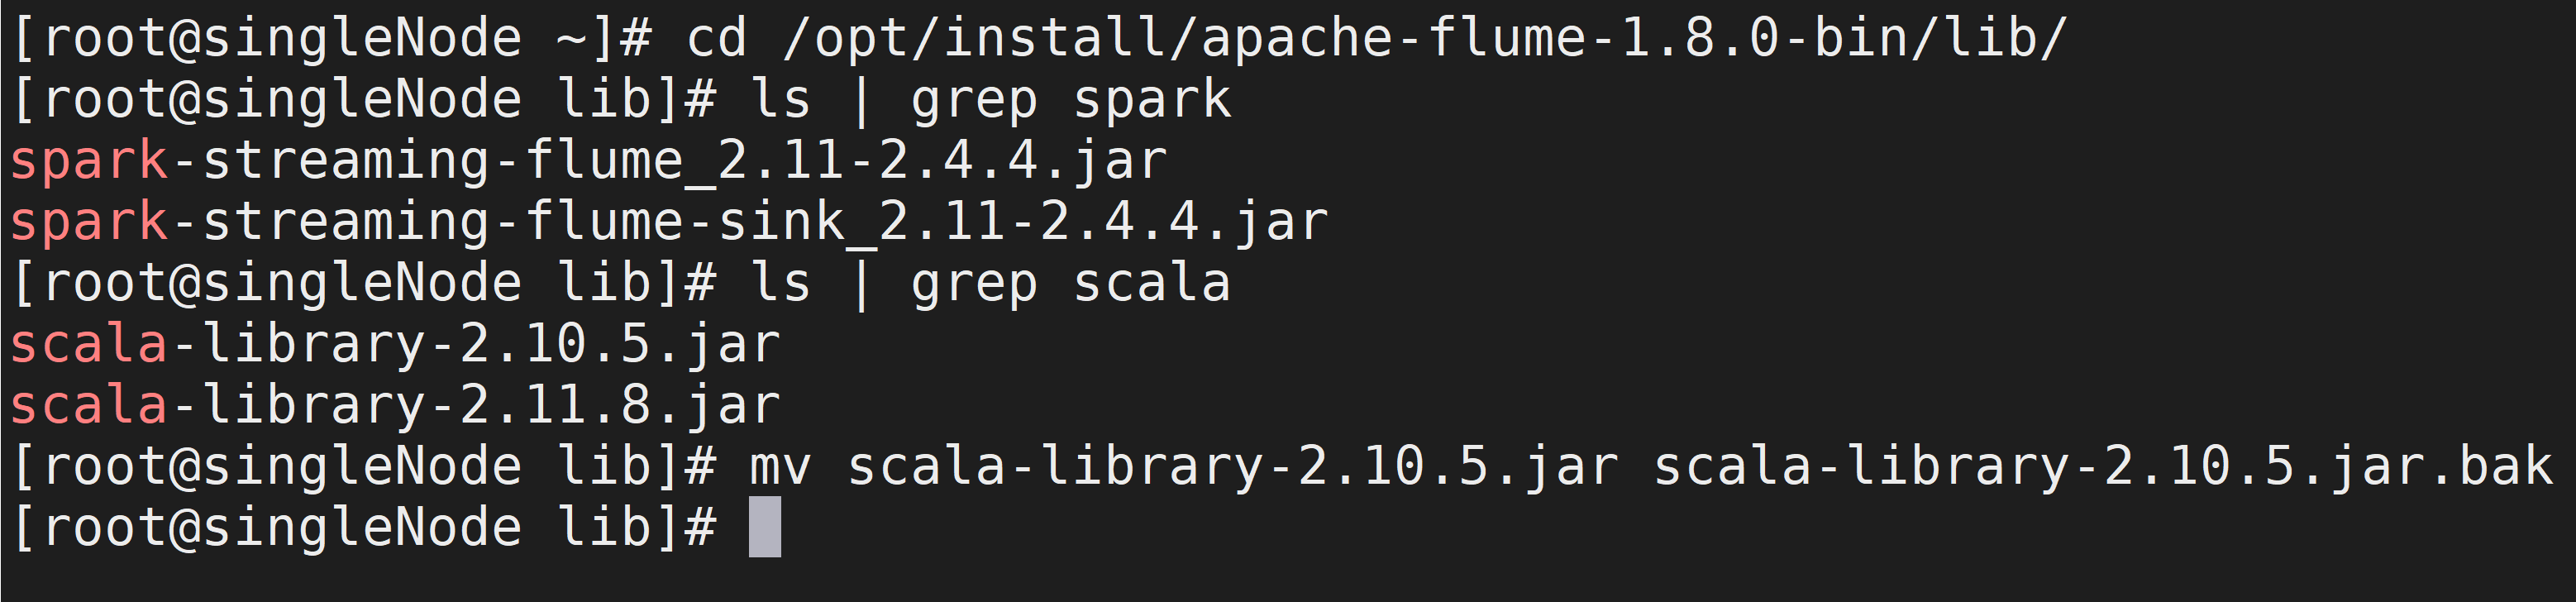 [root@singleNode ~]# cd /opt/install/apache-flume-1.8.0-bin/lib/
[root@singleNode lib]# ls | grep spark
spark-streaming-flume_2.11-2.4.4.jar
spark-streaming-flume-sink_2.11-2.4.4.jar
[root@singleNode lib]# ls | grep scala
scala-library-2.10.5.jar
scala-library-2.11.8.jar
[root@singleNode lib]# mv scala-library-2.10.5.jar scala-library-2.10.5.jar.bak
[root@singleNode lib]#